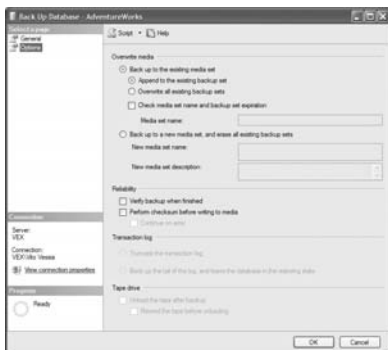 Back Up Database - AdventureWorks
Select a page
General
Options
Script
Help
Overwrite media
Back up to the existing media set
Append to the existing backup set
Overwrite all existing backup sets
Check media set name and backup set expiration
Media set name:
Back up to a new media set, and erase all existing backup sets
New media set name:
New media set description:
Reliability
Verify backup when finished
Perform checksum before writing to media
Continue on error
Transaction log
Truncate the transaction log
Back up the tail of the log, and leave the database in the restoring state
Tape drive
Unload the tape after backup
Rewind the tape before unloading
Connection
Server:
VEX
Connection:
View connection properties
Progress
Ready
OK
Cancel